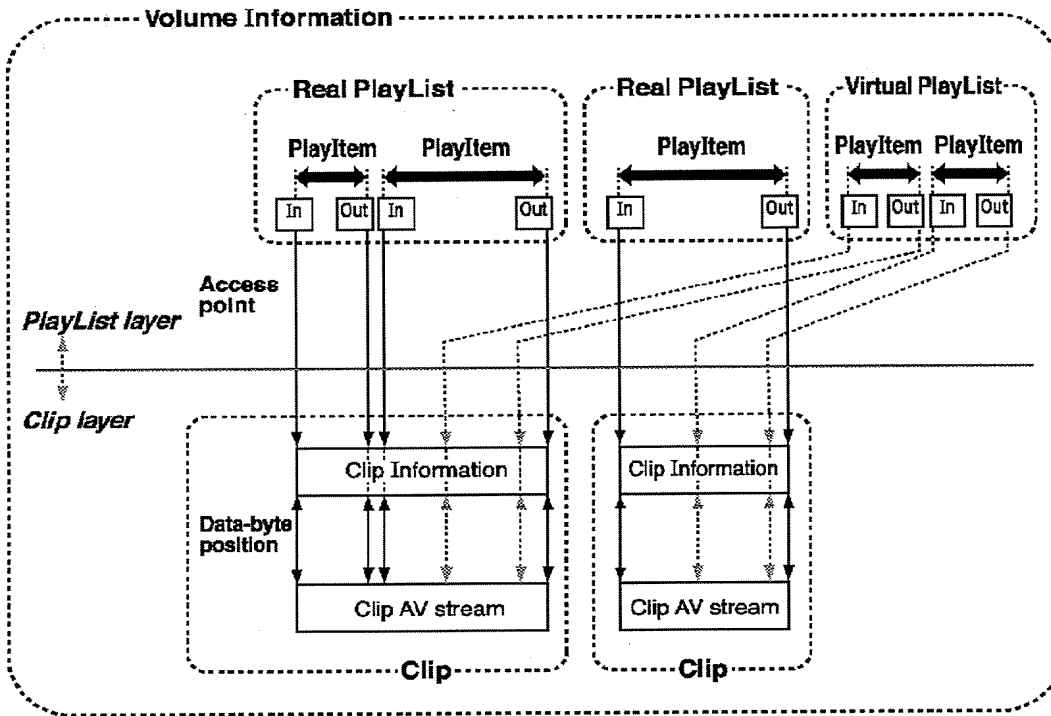 Volume Information
Real PlayList
Real PlayList
Virtual PlayList
PlayItem
PlayItem
PlayItem
PlayItem
PlayItem
In
Out
In
Out
In
Out
In
Out
In
Out
Access
point
PlayList layer
Clip layer
Clip Information
Clip Information
Data-byte
position
Clip AV stream
Clip AV stream
Clip
Clip